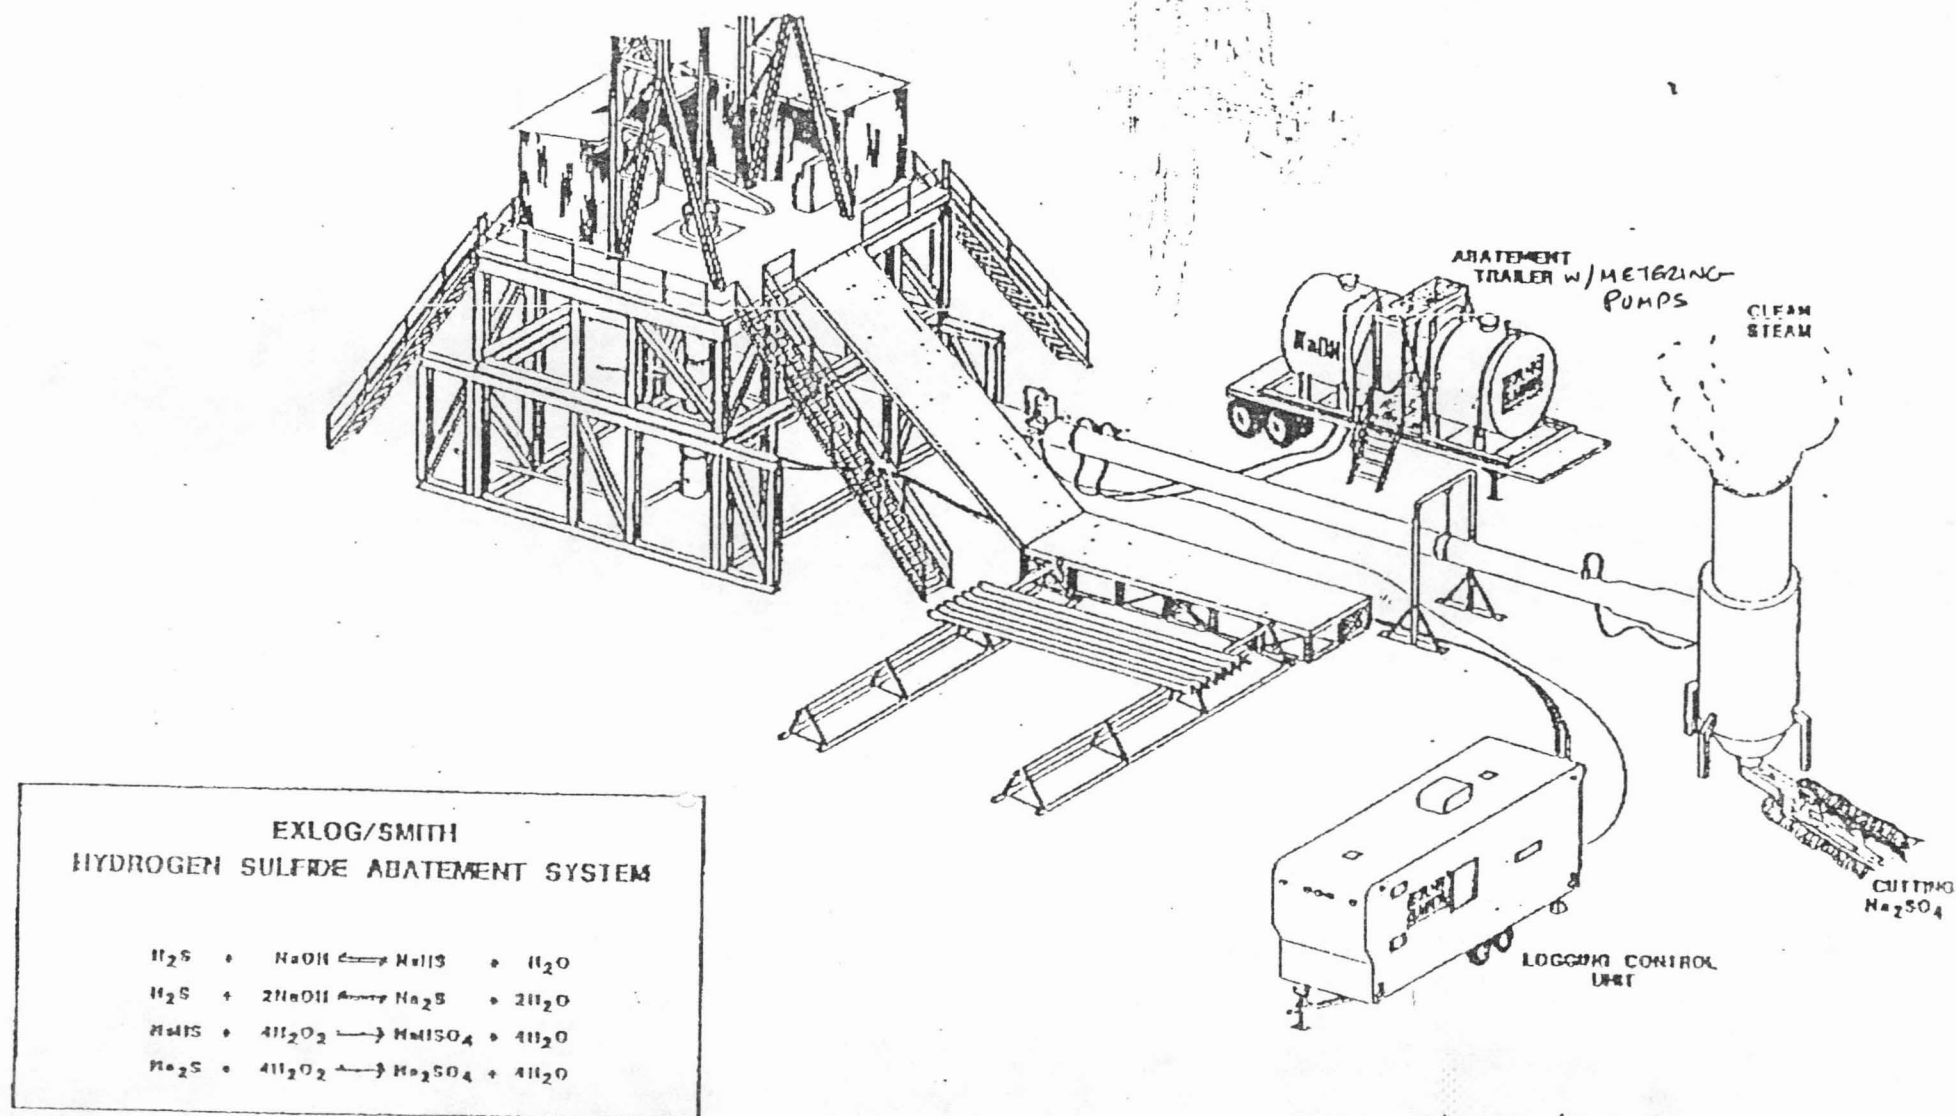 ABATEMENT
TRAILER W/METERING
PUMPS
CLEAN
STEAM
NaOH
CUTTING
Na2SO4
LOGGING CONTROL
UNIT
EXLOG/SMITH
HYDROGEN SULFIDE ABATEMENT SYSTEM
H2S + NaOH ⇌ NaHS + H2O
H2S + 2NaOH ⇌ Na2S + 2H2O
NaHS + 4H2O2 → NaHSO4 + 4H2O
Na2S + 4H2O2 → Na2SO4 + 4H2O